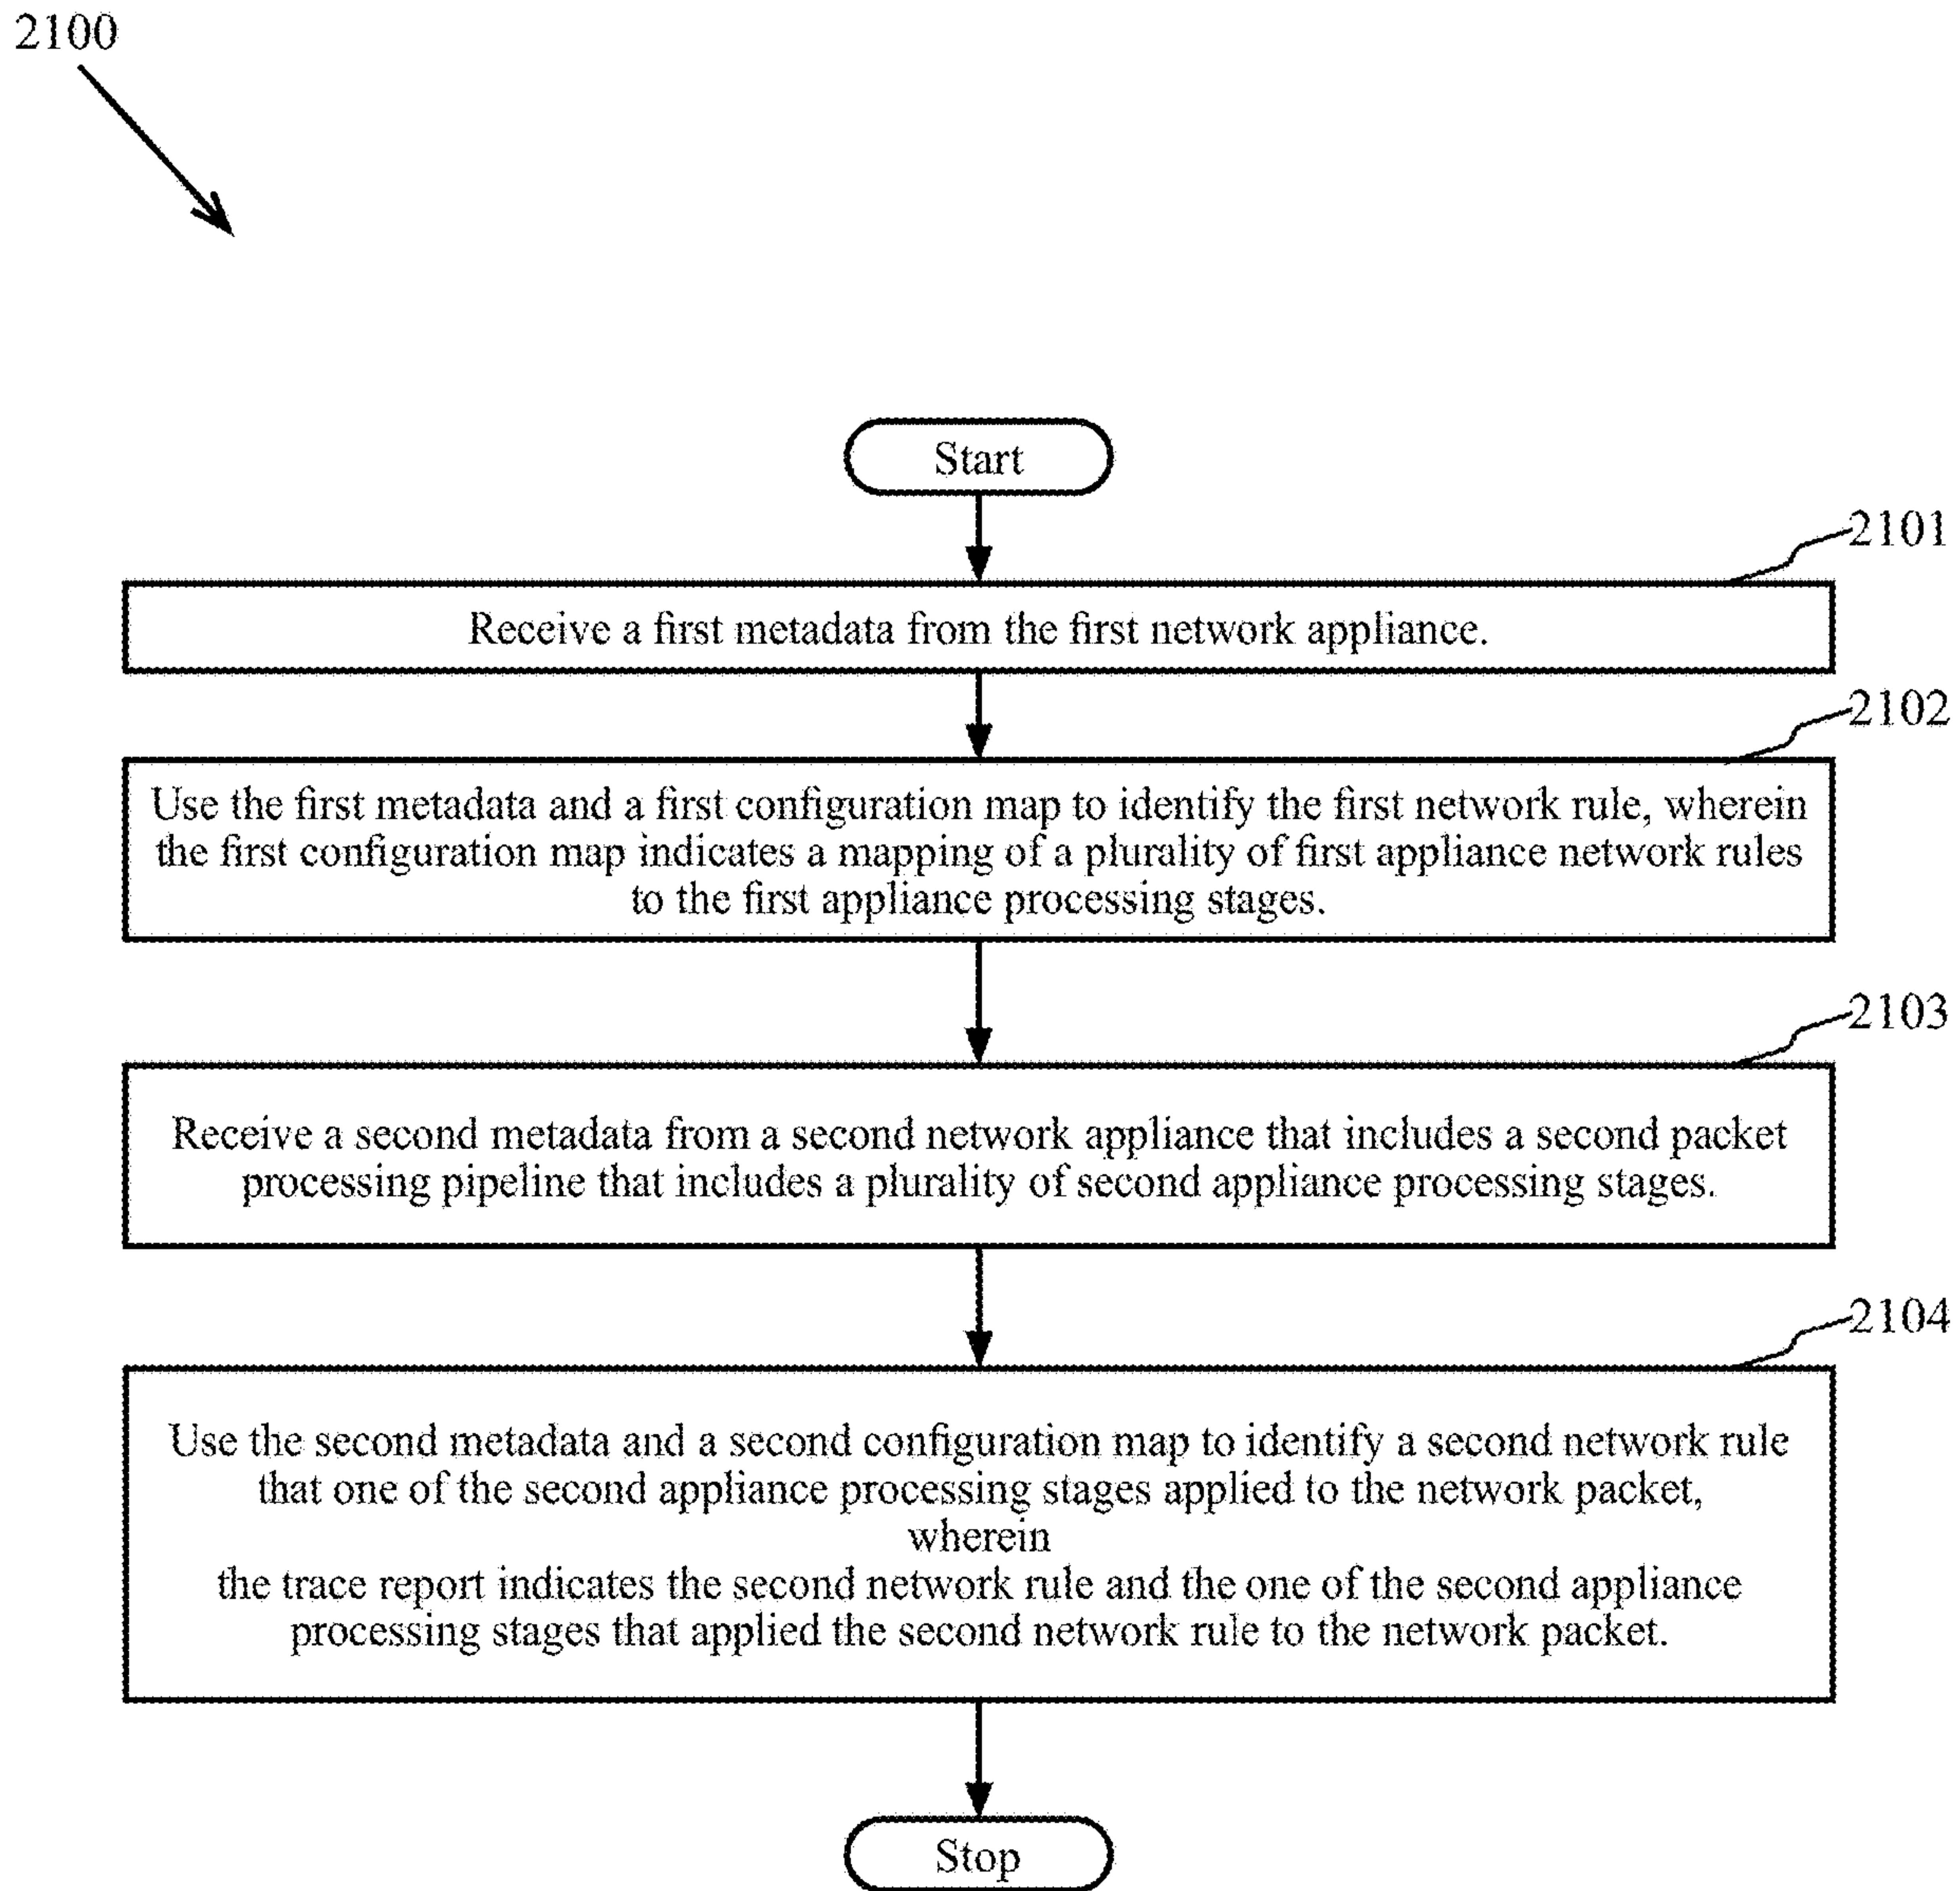 2100
Start
2101
Receive a first metadata from the first network appliance.
2102
Use the first metadata and a first configuration map to identify the first network rule, wherein
the first configuration map indicates a mapping of a plurality of first appliance network rules
to the first appliance processing stages.
2103
Receive a second metadata from a second network appliance that includes a second packet
processing pipeline that includes a plurality of second appliance processing stages.
2104
Use the second metadata and a second configuration map to identify a second network rule
that one of the second appliance processing stages applied to the network packet,
wherein
the trace report indicates the second network rule and the one of the second appliance
processing stages that applied the second network rule to the network packet.
Stop